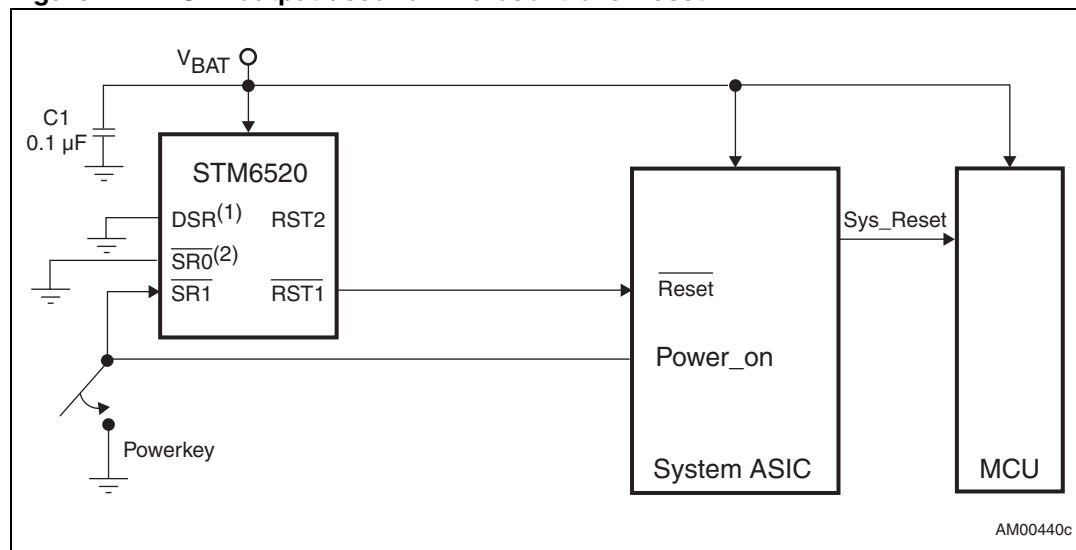 V_BAT
C1
0.1 µF
STM6520
DSR(1) RST2
SR0(2)
SR1 RST1
Powerkey
Reset
Power_on
System ASIC
Sys_Reset
MCU
AM00440c